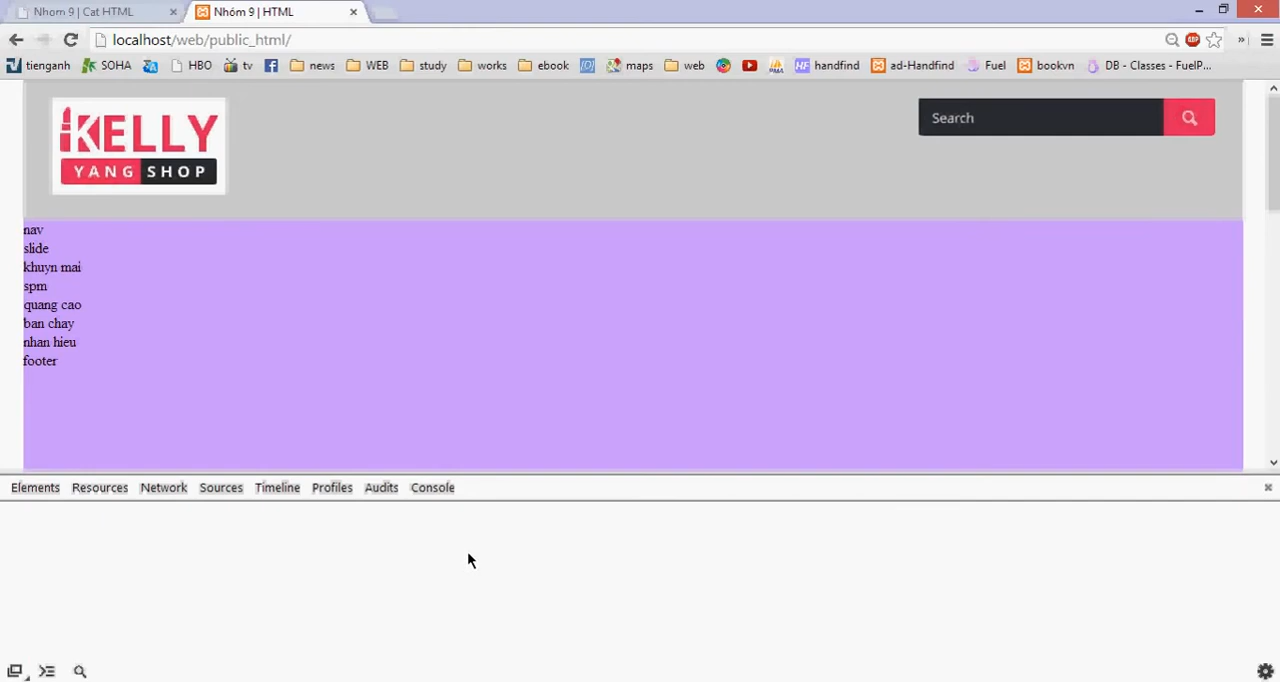 Nhom 9 | Cat HTML
Nhóm 9 | HTML
localhost/web/public_html/
tienganh SOHA HBO tv news WEB study works ebook maps web PMA HF handfind ad-Handfind Fuel bookvn DB - Classes - FuelP...
KELLY
YANG SHOP
Search
nav
slide
khuyn mai
spm
quang cao
ban chay
nhan hieu
footer
Elements Resources Network Sources Timeline Profiles Audits Console